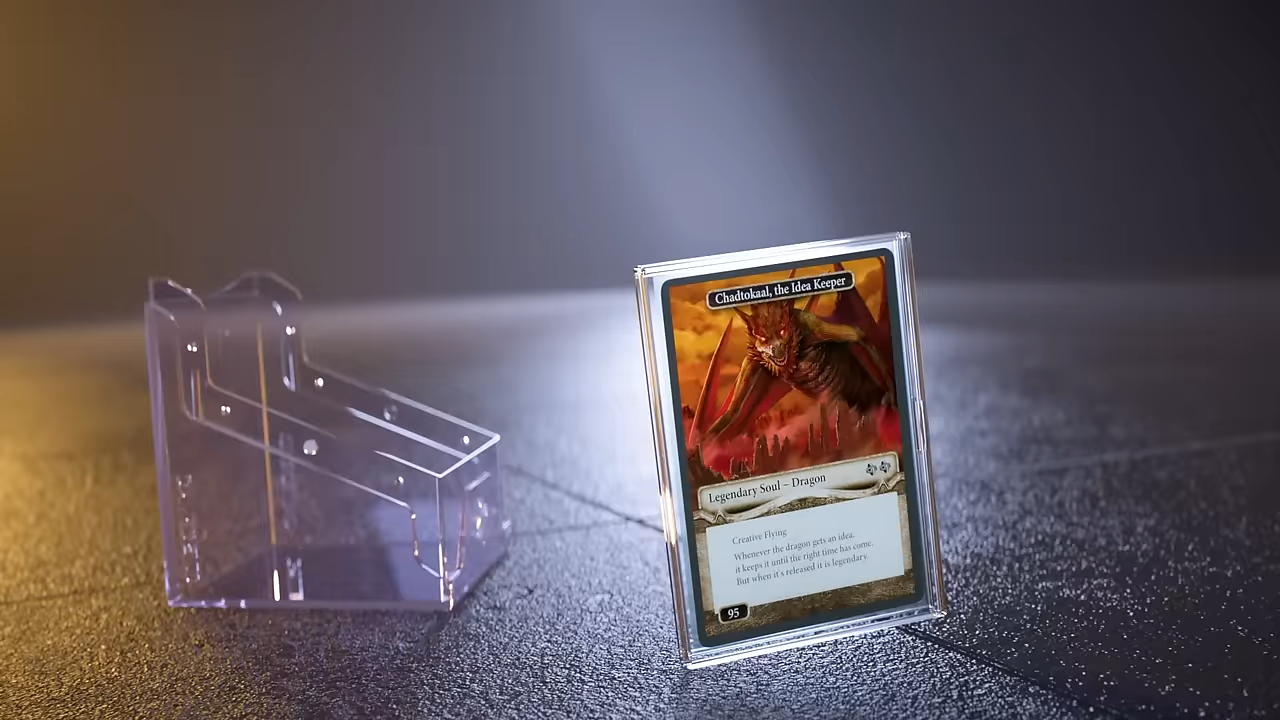 Chadtokaal, the Idea Keeper
Legendary Soul – Dragon
Creative Flying
Whenever the dragon gets an idea,
it keeps it until the right time has come.
But when it's released it is legendary.
95